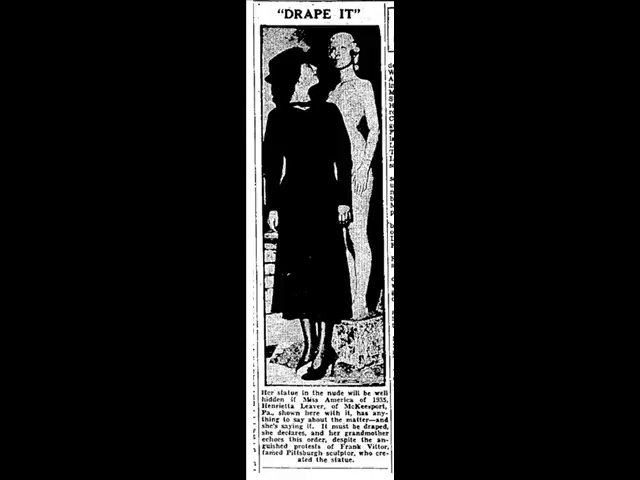 "DRAPE IT"
Her statue in the nude will be well
hidden if Miss America of 1935,
Henrietta Leaver, of McKeesport,
Pa., shown here with it, has any-
thing to say about the matter—and
she's saying it. It must be draped,
she declares, and her grandmother
echoes this order, despite the an-
guished protests of Frank Vittor,
famed Pittsburgh sculptor, who cre-
ated the statue.